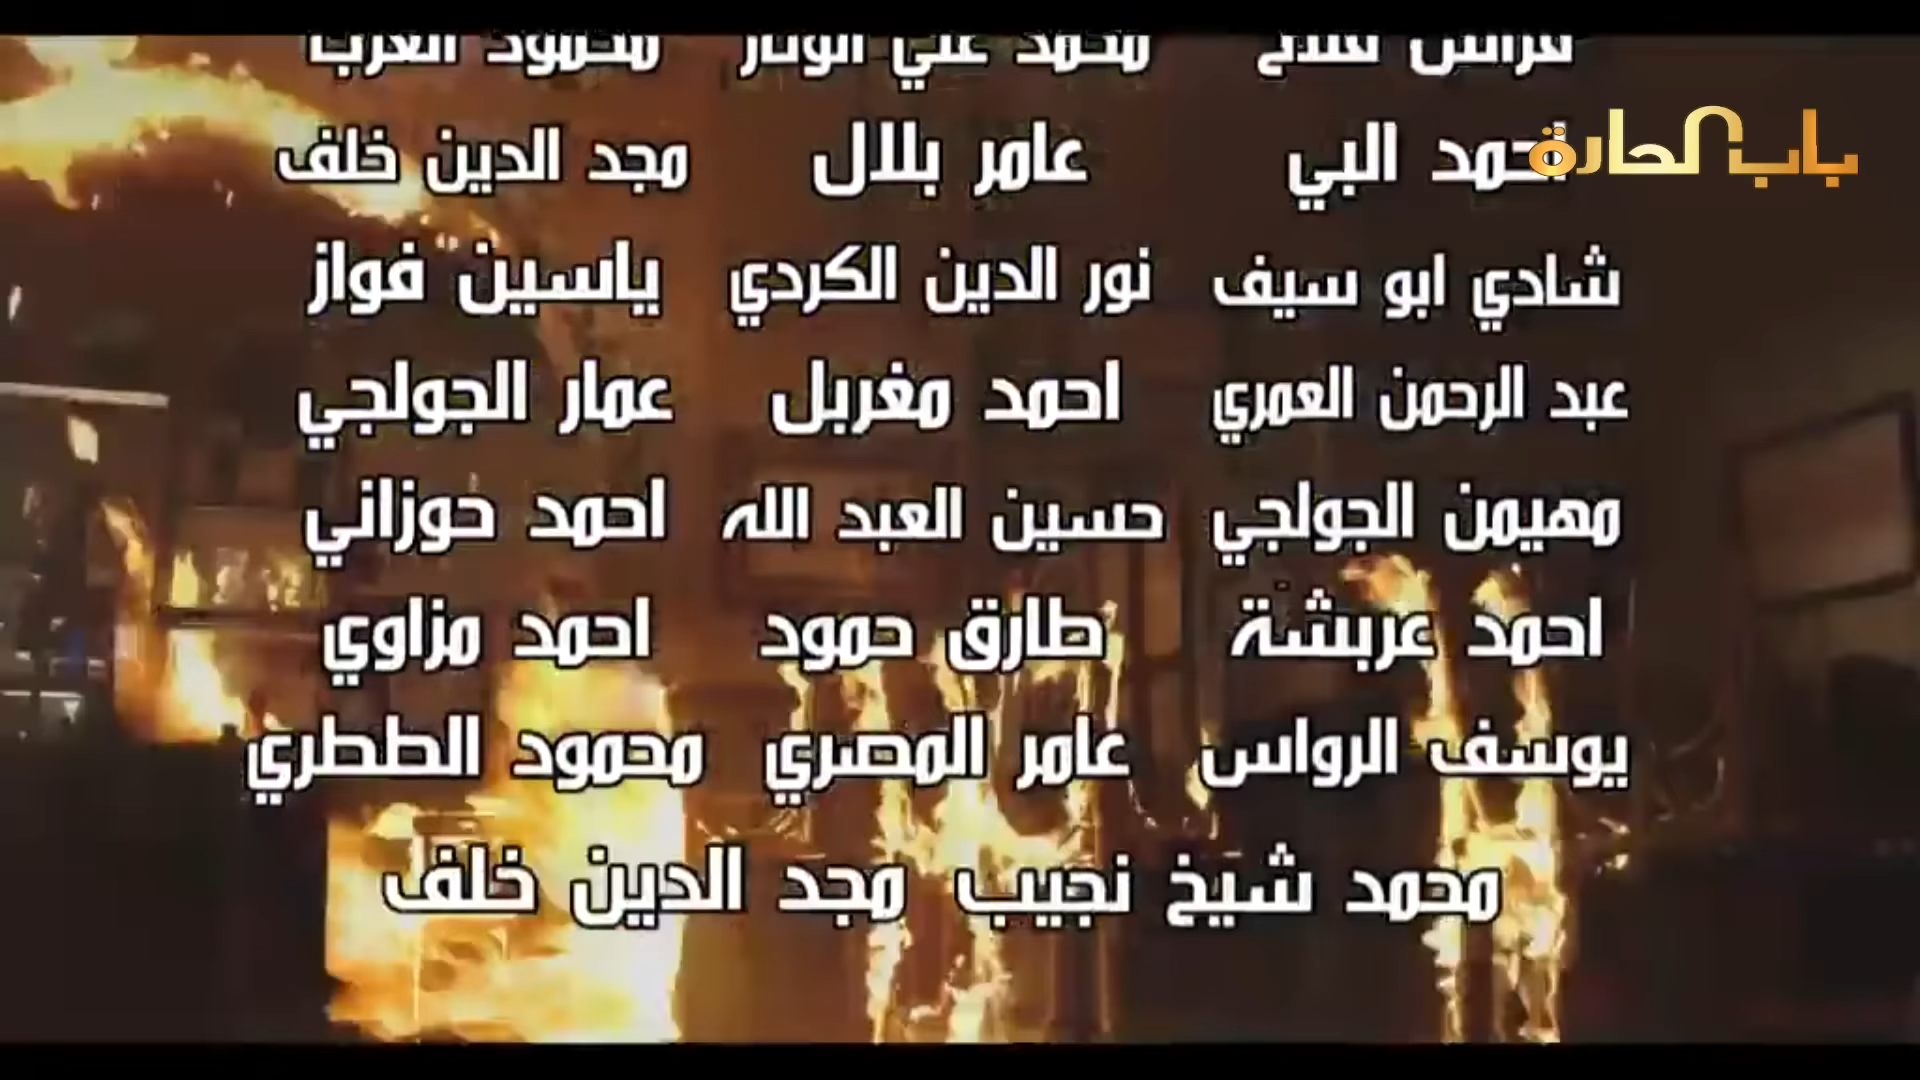 احمد البي عامر بلال مجد الدين خلف
باب الحارة
شادي ابو سيف نور الدين الكردي ياسين فواز
عبد الرحمن العمري احمد مغربل عمار الجولجي
مهيمن الجولجي حسين العبد الله احمد حوزاني
احمد عربشة طارق حمود احمد مزاوي
يوسف الرواس عامر المصري محمود الططري
محمد شيخ نجيب مجد الدين خلف